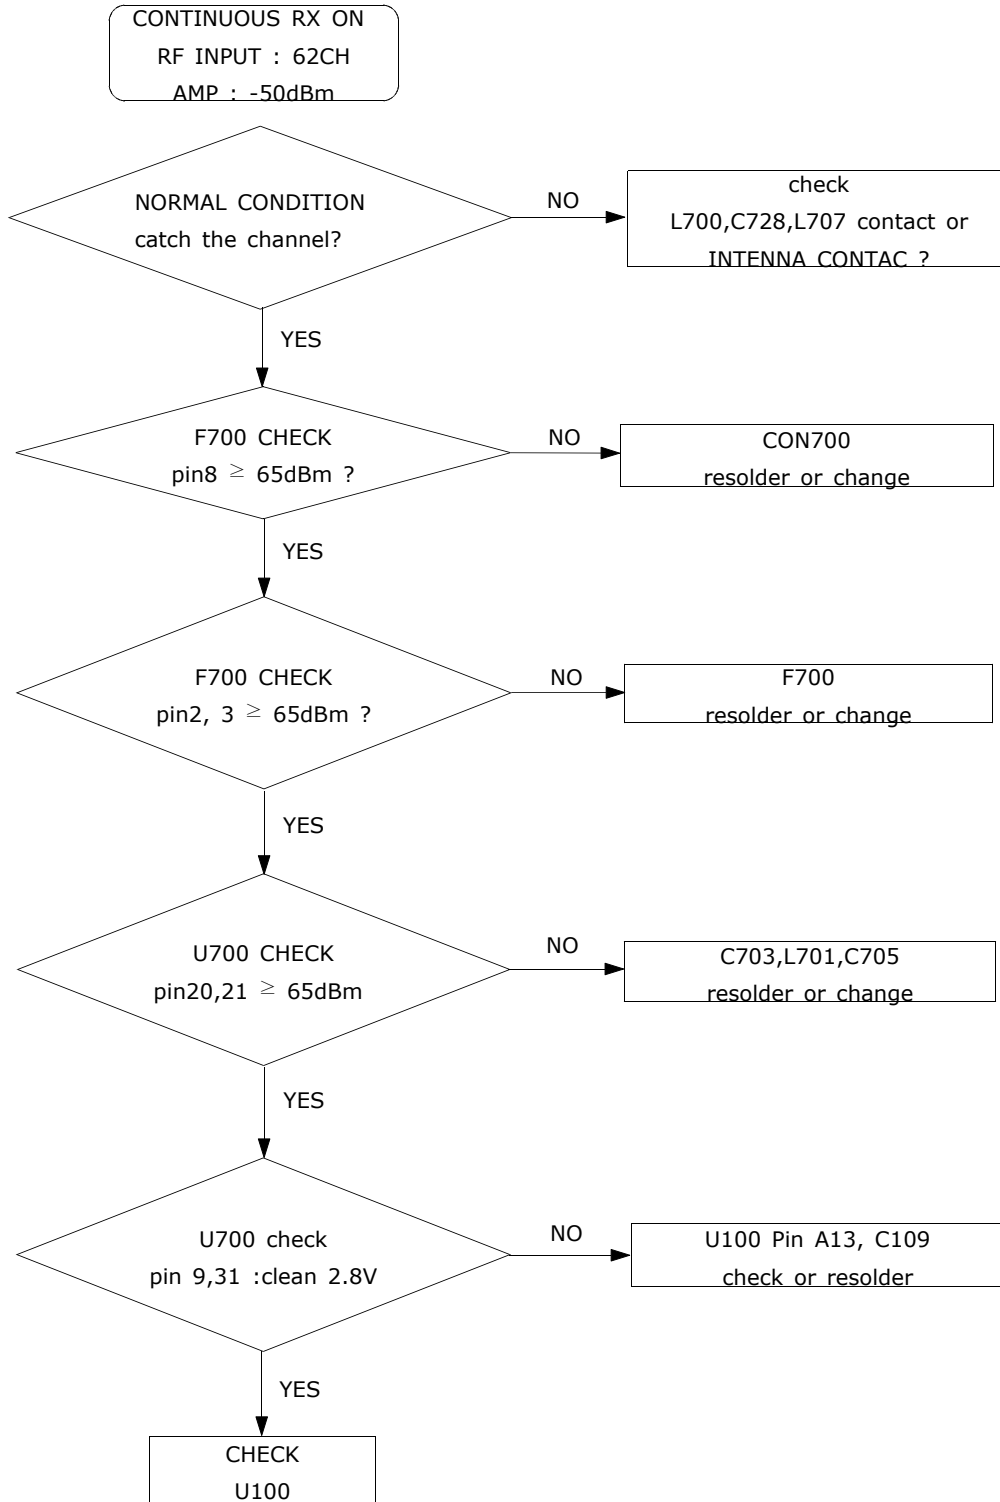 CONTINUOUS RX ON
RF INPUT : 62CH
AMP : -50dBm
NORMAL CONDITION
catch the channel?
NO
check
L700,C728,L707 contact or
INTENNA CONTAC ?
YES
F700 CHECK
pin8 ≥ 65dBm ?
NO
CON700
resolder or change
YES
F700 CHECK
pin2, 3 ≥ 65dBm ?
NO
F700
resolder or change
YES
U700 CHECK
pin20,21 ≥ 65dBm
NO
C703,L701,C705
resolder or change
YES
U700 check
pin 9,31 :clean 2.8V
NO
U100 Pin A13, C109
check or resolder
YES
CHECK
U100